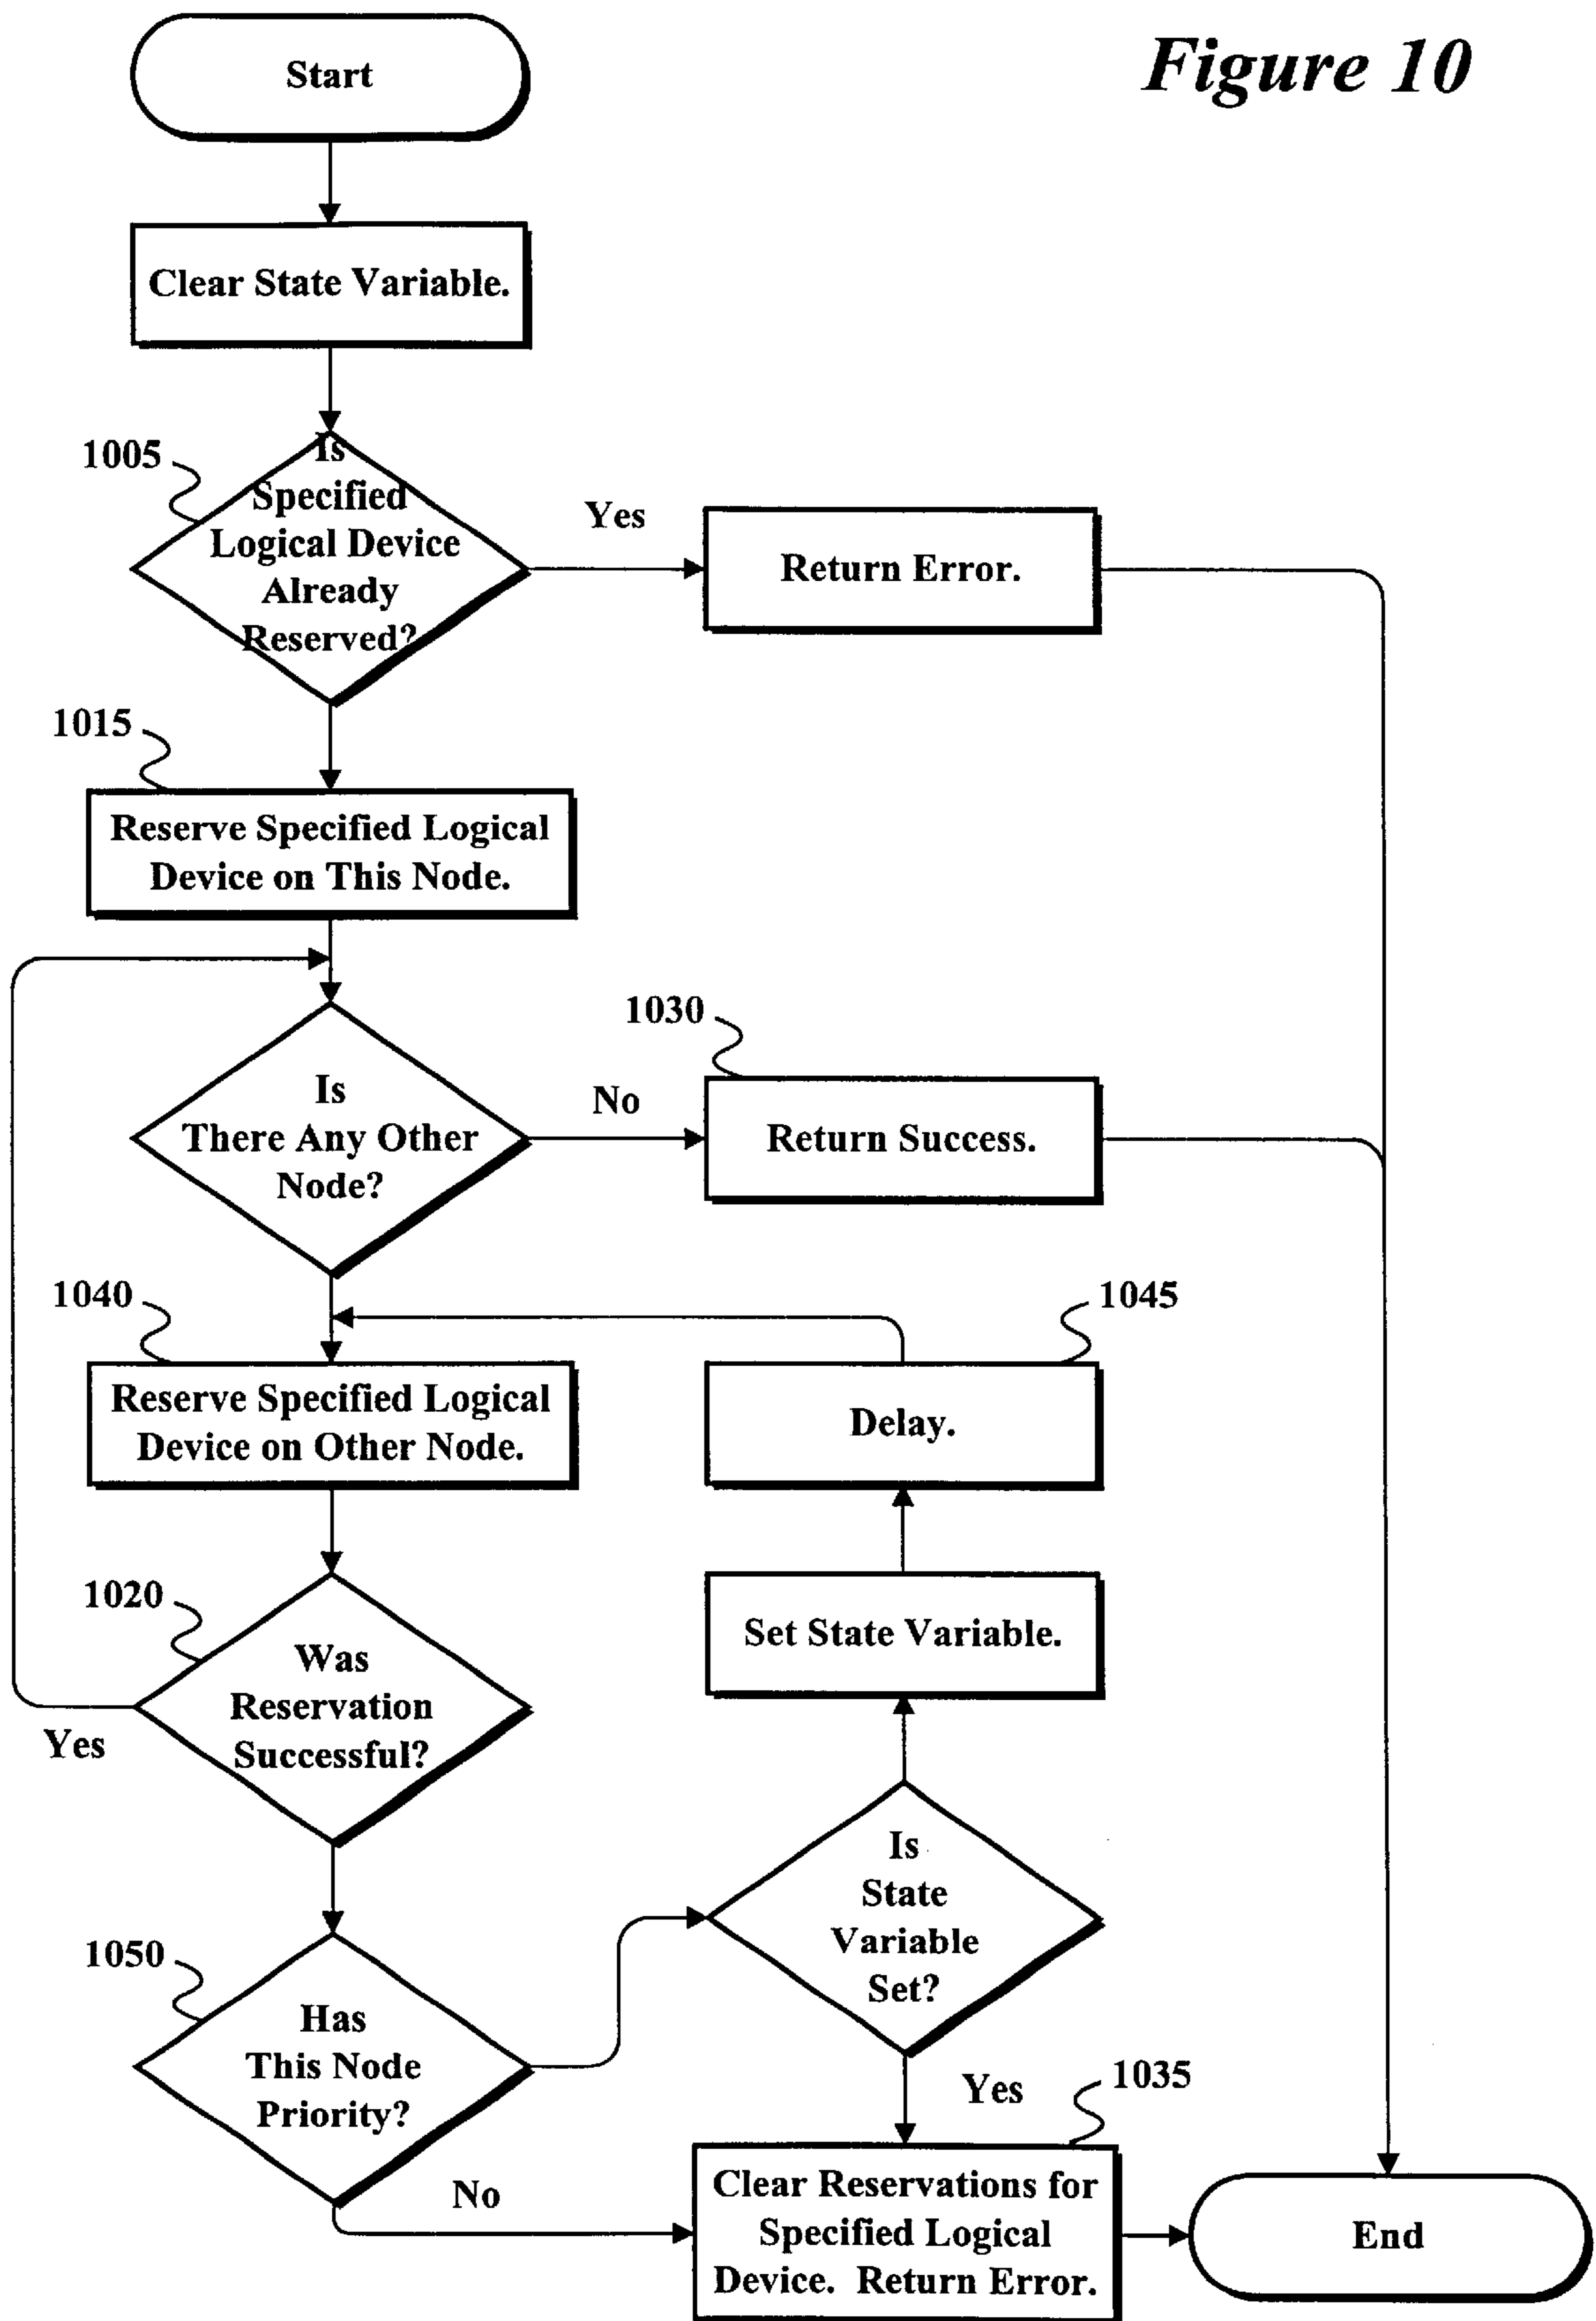 Figure 10
Start
Clear State Variable.
1005
Is
Specified
Logical Device
Already
Reserved?
Yes
Return Error.
1015
Reserve Specified Logical
Device on This Node.
Is
There Any Other
Node?
No
1030
Return Success.
1040
Reserve Specified Logical
Device on Other Node.
1045
Delay.
1020
Was
Reservation
Successful?
Yes
Set State Variable.
1050
Has
This Node
Priority?
No
Is
State
Variable
Set?
Yes
1035
Clear Reservations for
Specified Logical
Device. Return Error.
End